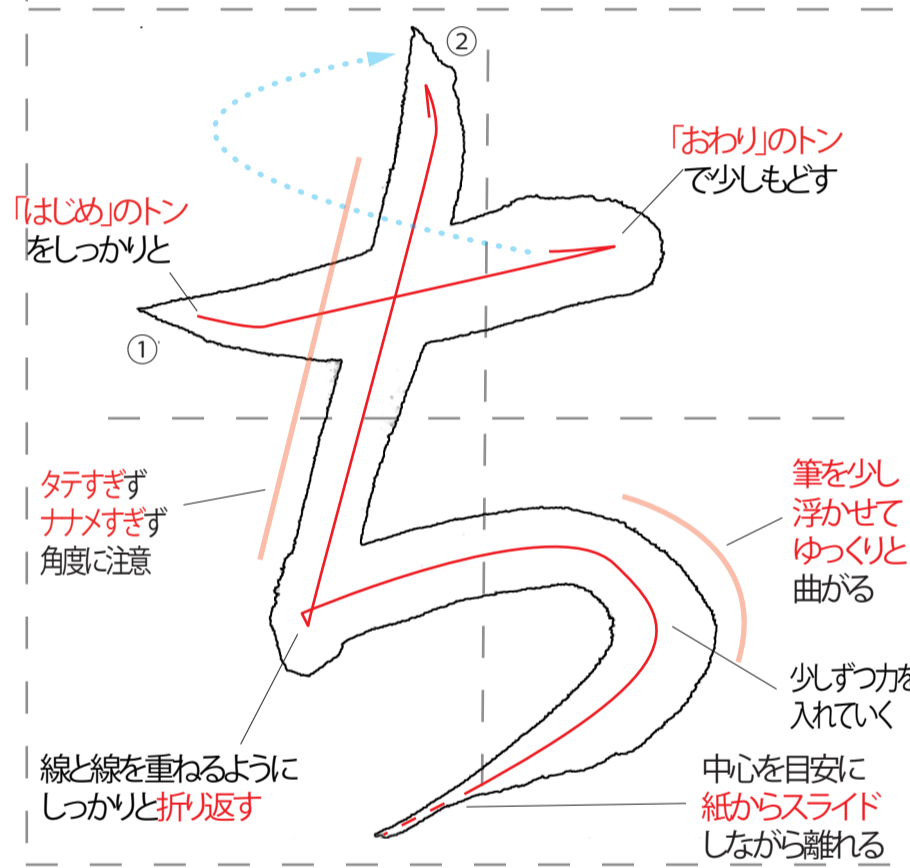 ②
「おわり」のトン
で少しもどす
「はじめ」のトン
をしっかりと
①
タテすぎず
ナナメすぎず
角度に注意
筆を少し
浮かせて
ゆっくりと
曲がる
少しずつ力を
入れていく
線と線を重ねるように
しっかりと折り返す
中心を目安に
紙からスライド
しながら離れる
ち